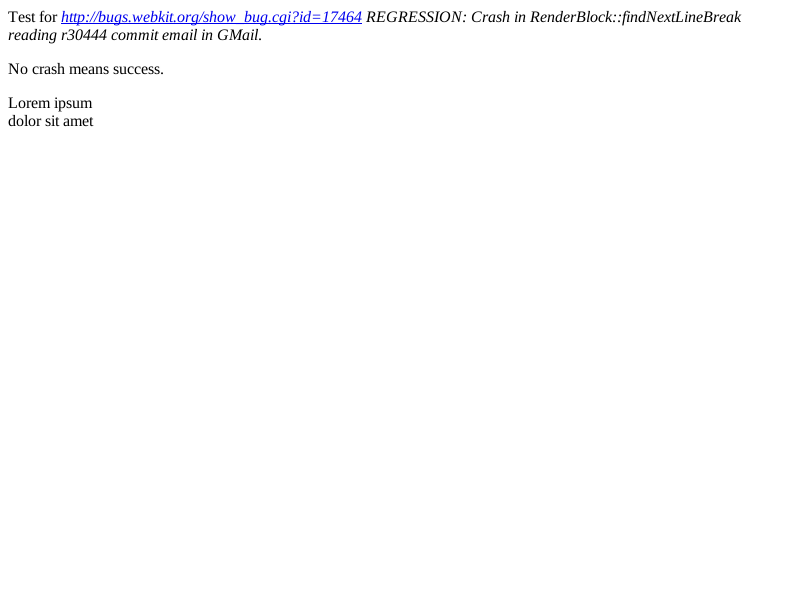 Test for http://bugs.webkit.org/show_bug.cgi?id=17464 REGRESSION: Crash in RenderBlock::findNextLineBreak
reading r30444 commit email in GMail.
No crash means success.
Lorem ipsum
dolor sit amet